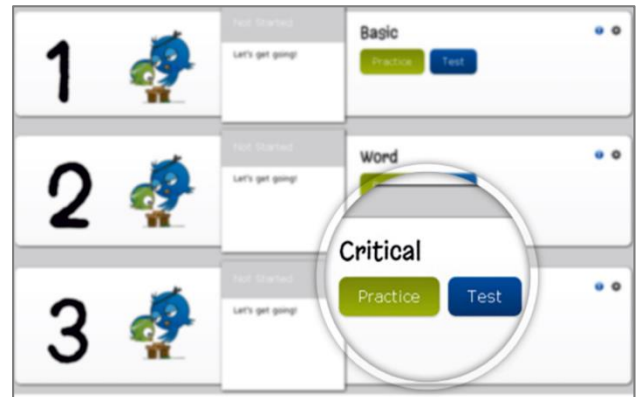 1
Not Started
Let's get going!
Basic
Practice Test
2
Not Started
Let's get going!
Word
3
Not Started
Let's get going!
Critical
Practice Test